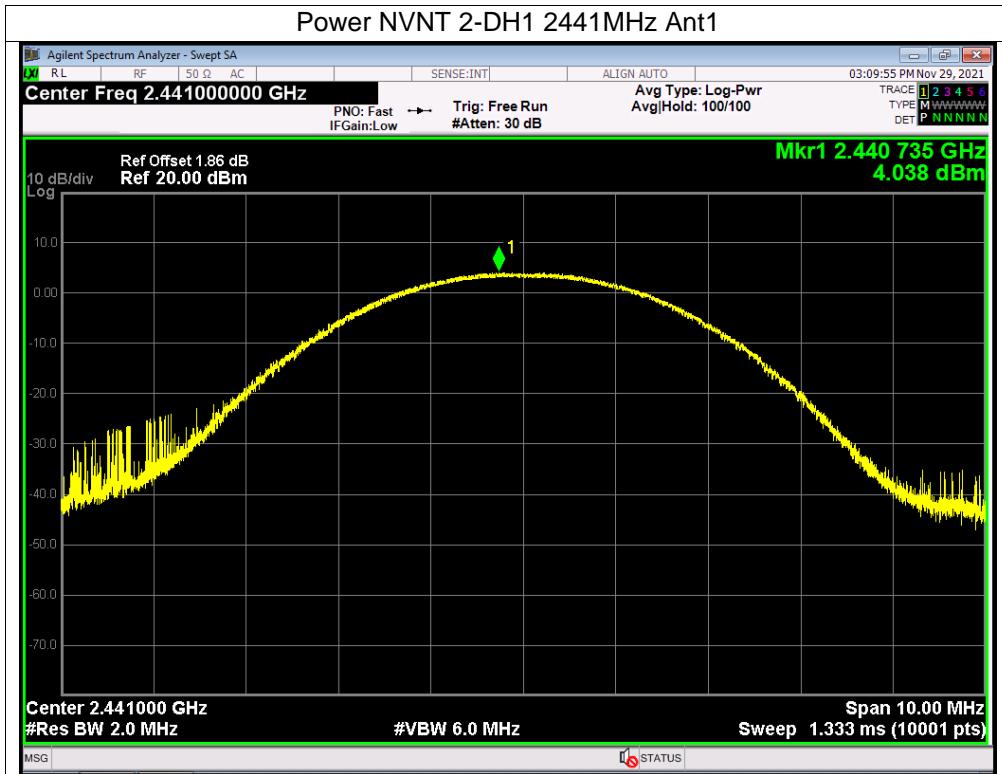 Power NVNT 2-DH1 2441MHz Ant1
Agilent Spectrum Analyzer - Swept SA
LXI RL RF 50 Ω AC SENSE:INT ALIGN AUTO 03:09:55 PM Nov 29, 2021
Center Freq 2.441000000 GHz
PNO: Fast
IFGain:Low
Trig: Free Run
#Atten: 30 dB
Avg Type: Log-Pwr
Avg|Hold: 100/100
TRACE 1 2 3 4 5 6
TYPE M WWWWW
DET P N N N N N
Ref Offset 1.86 dB
10 dB/div Ref 20.00 dBm
Log
Mkr1 2.440 735 GHz
4.038 dBm
1
10.0
0.00
-10.0
-20.0
-30.0
-40.0
-50.0
-60.0
-70.0
Center 2.441000 GHz Span 10.00 MHz
#Res BW 2.0 MHz #VBW 6.0 MHz Sweep 1.333 ms (10001 pts)
MSG STATUS